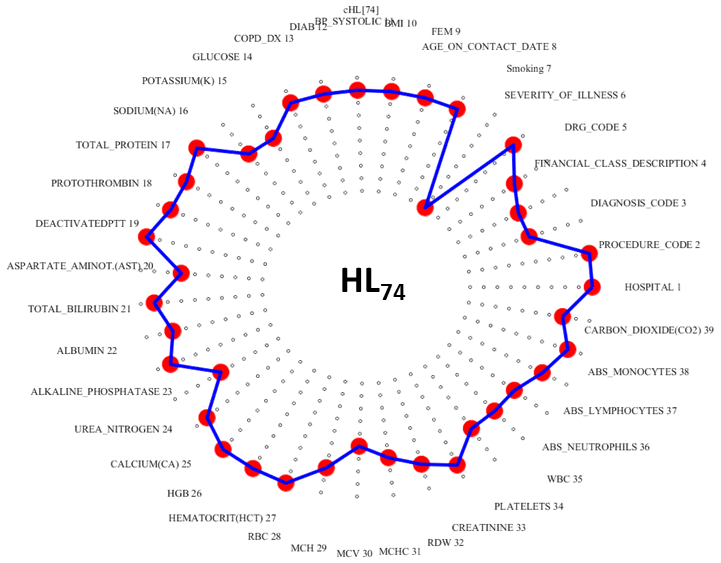 cHL[74]
BP_SYSTOLIC 11
BMI 10
DIAB 12
FEM 9
COPD_DX 13
AGE_ON_CONTACT_DATE 8
GLUCOSE 14
Smoking 7
POTASSIUM(K) 15
SEVERITY_OF_ILLNESS 6
SODIUM(NA) 16
DRG_CODE 5
TOTAL_PROTEIN 17
FINANCIAL_CLASS_DESCRIPTION 4
PROTOTHROMBIN 18
DIAGNOSIS_CODE 3
DEACTIVATEDPTT 19
PROCEDURE_CODE 2
ASPARTATE_AMINOT.(AST) 20
HL74
HOSPITAL 1
TOTAL_BILIRUBIN 21
CARBON_DIOXIDE(CO2) 39
ALBUMIN 22
ABS_MONOCYTES 38
ALKALINE_PHOSPHATASE 23
ABS_LYMPHOCYTES 37
UREA_NITROGEN 24
ABS_NEUTROPHILS 36
CALCIUM(CA) 25
WBC 35
HGB 26
PLATELETS 34
HEMATOCRIT(HCT) 27
CREATININE 33
RBC 28
RDW 32
MCH 29
MCV 30
MCHC 31